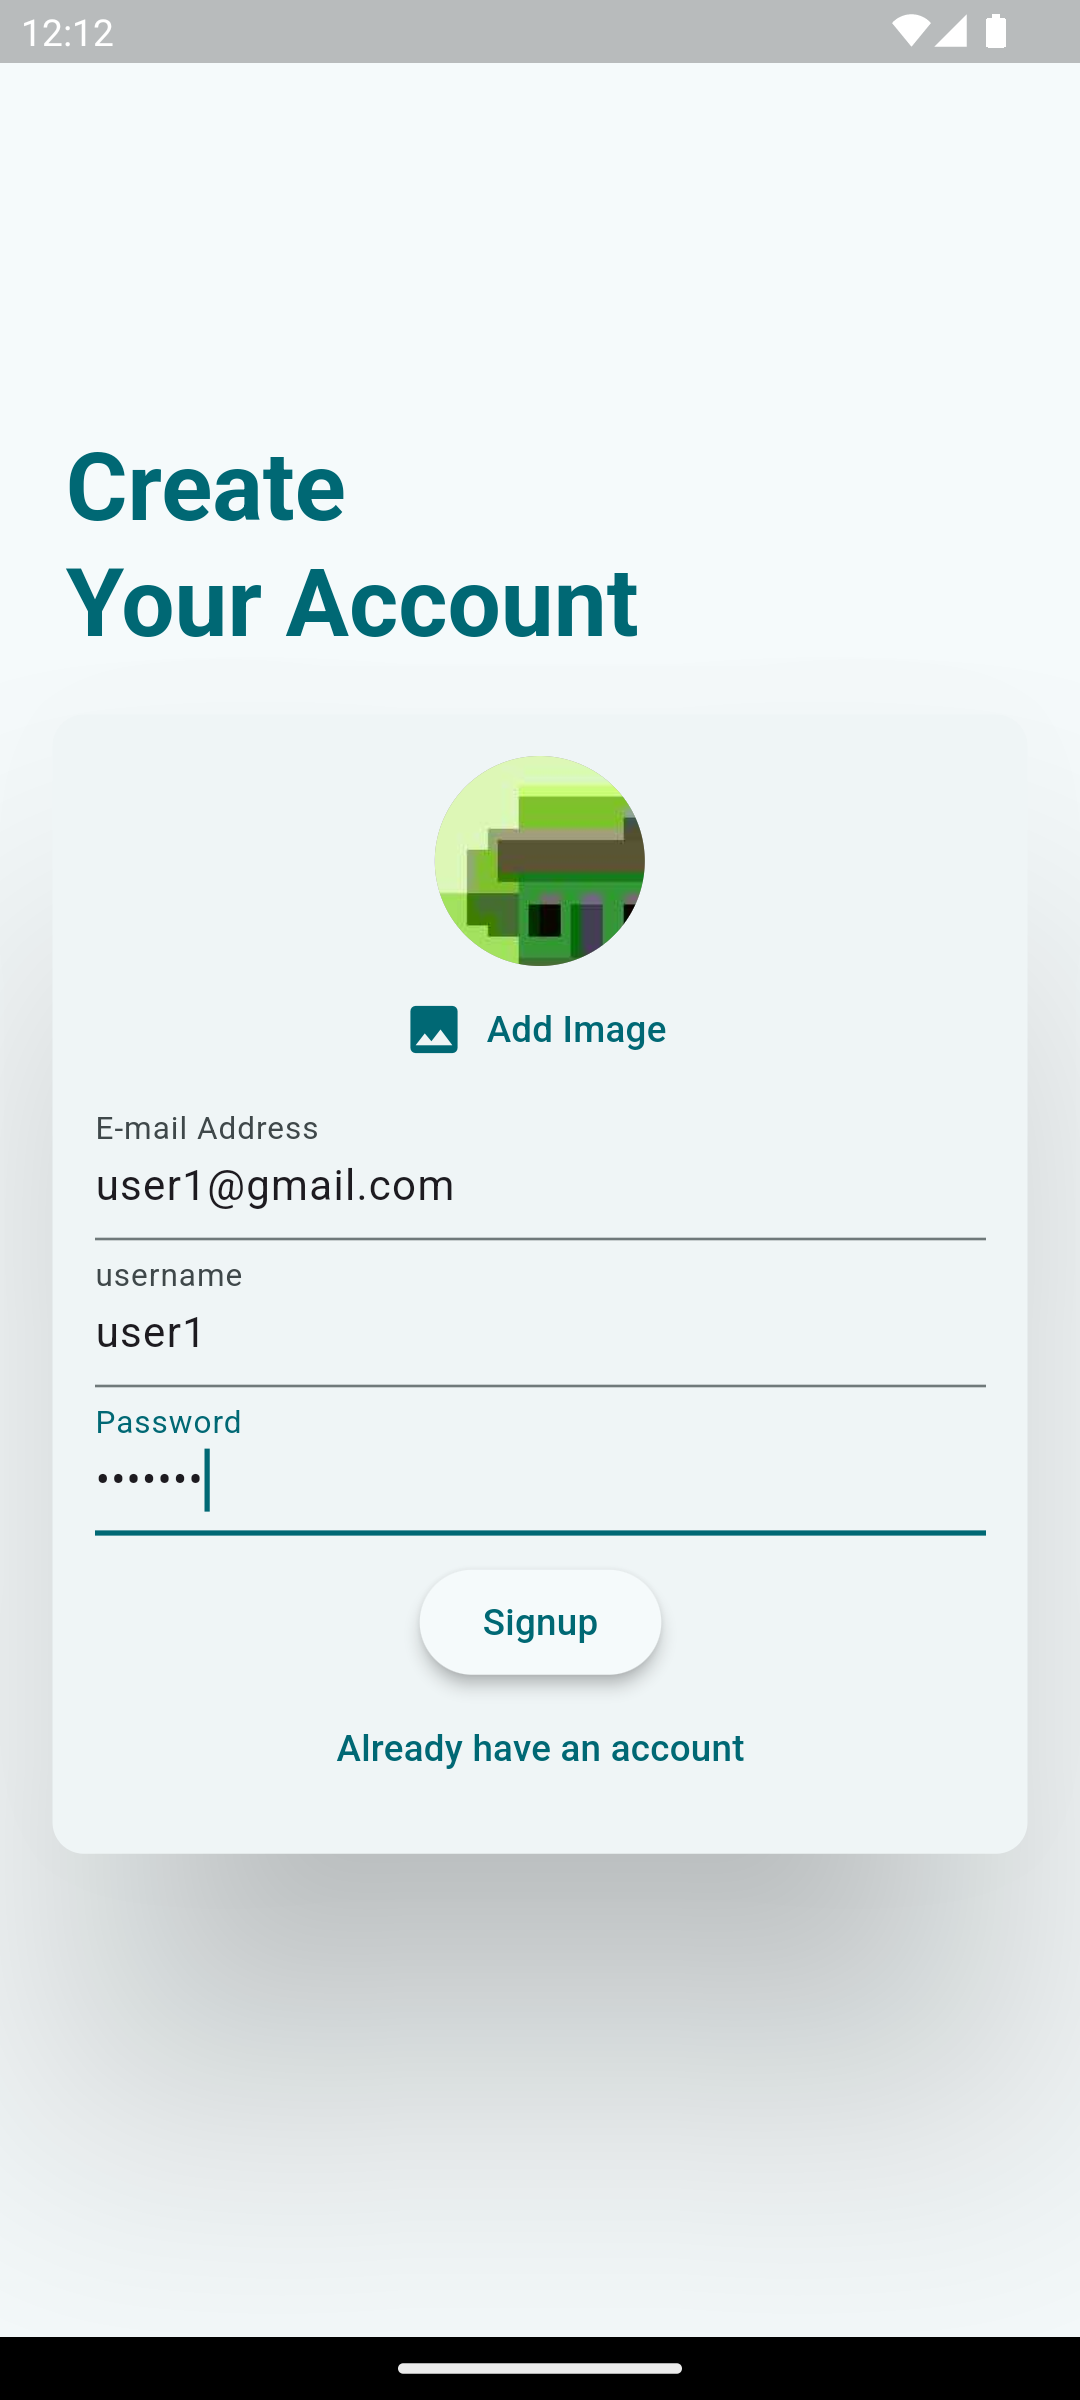 12:12
Create
Your Account
Add Image
E-mail Address
user1@gmail.com
username
user1
Password
•••••••
Signup
Already have an account